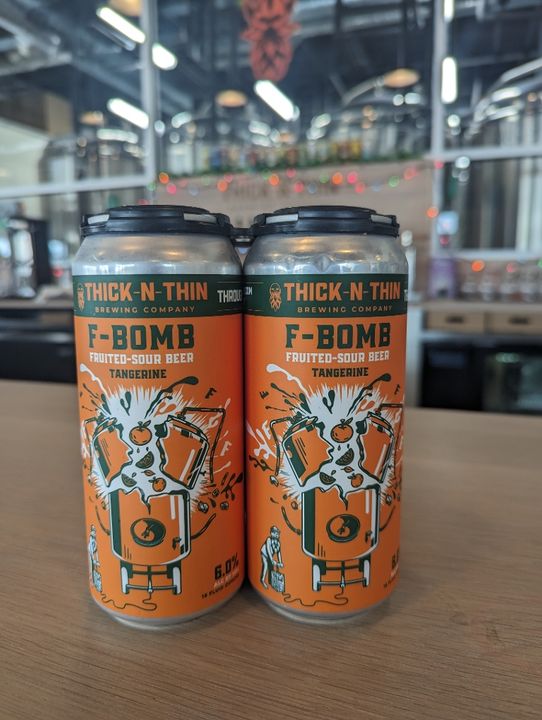 THICK-N-THIN
BREWING COMPANY
F-BOMB
FRUITED-SOUR BEER
TANGERINE
F
6.0%
THICK-N-THIN
BREWING COMPANY
F-BOMB
FRUITED-SOUR BEER
TANGERINE